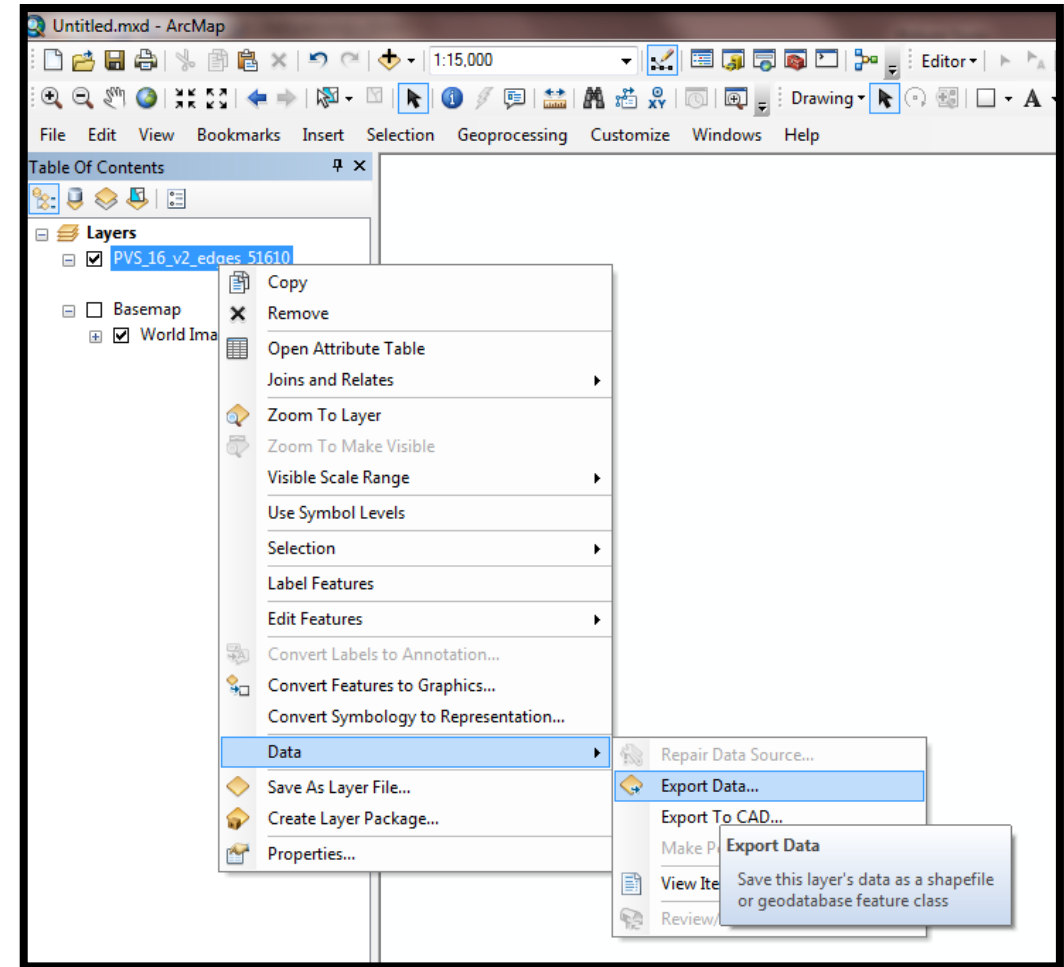 Untitled.mxd - ArcMap
1:15,000
Editor
Drawing
A
File Edit View Bookmarks Insert Selection Geoprocessing Customize Windows Help
Table Of Contents
Layers
PVS_16_v2_edges_51610
Basemap
World Ima
Copy
Remove
Open Attribute Table
Joins and Relates
Zoom To Layer
Zoom To Make Visible
Visible Scale Range
Use Symbol Levels
Selection
Label Features
Edit Features
Convert Labels to Annotation...
Convert Features to Graphics...
Convert Symbology to Representation...
Data
Save As Layer File...
Create Layer Package...
Properties...
Repair Data Source...
Export Data...
Export To CAD...
Make P
View Ite
Review/
Export Data
Save this layer's data as a shapefile
or geodatabase feature class